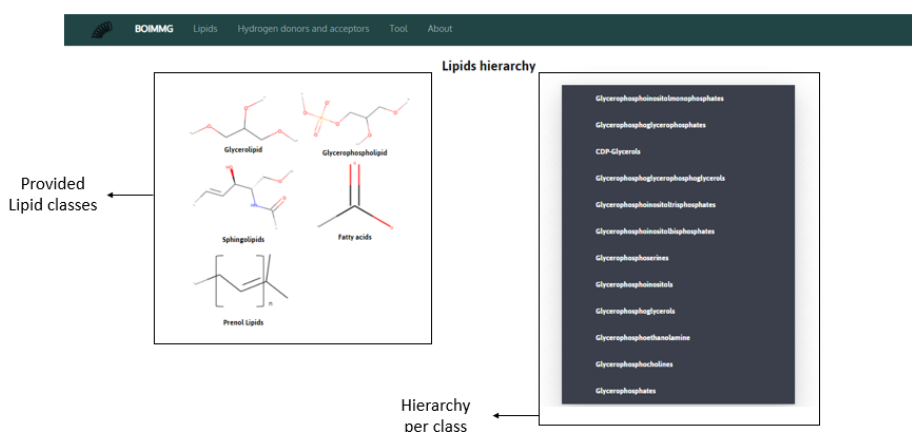 BOIMMG Lipids Hydrogen donors and acceptors Tool About
Lipids hierarchy
Provided
Lipid classes
Glycerolipid
Glycerophospholipid
Sphingolipids
Fatty acids
n
Prenol Lipids
Glycerophosphoinositolmonophosphates
Glycerophosphoglycerophosphates
CDP-Glycerols
Glycerophosphoglycerophosphoglycerols
Glycerophosphoinositoltrisphosphates
Glycerophosphoinositolbisphosphates
Glycerophosphoserines
Glycerophosphoinositols
Glycerophosphoglycerols
Glycerophosphoethanolamine
Glycerophosphocholines
Glycerophosphates
Hierarchy
per class